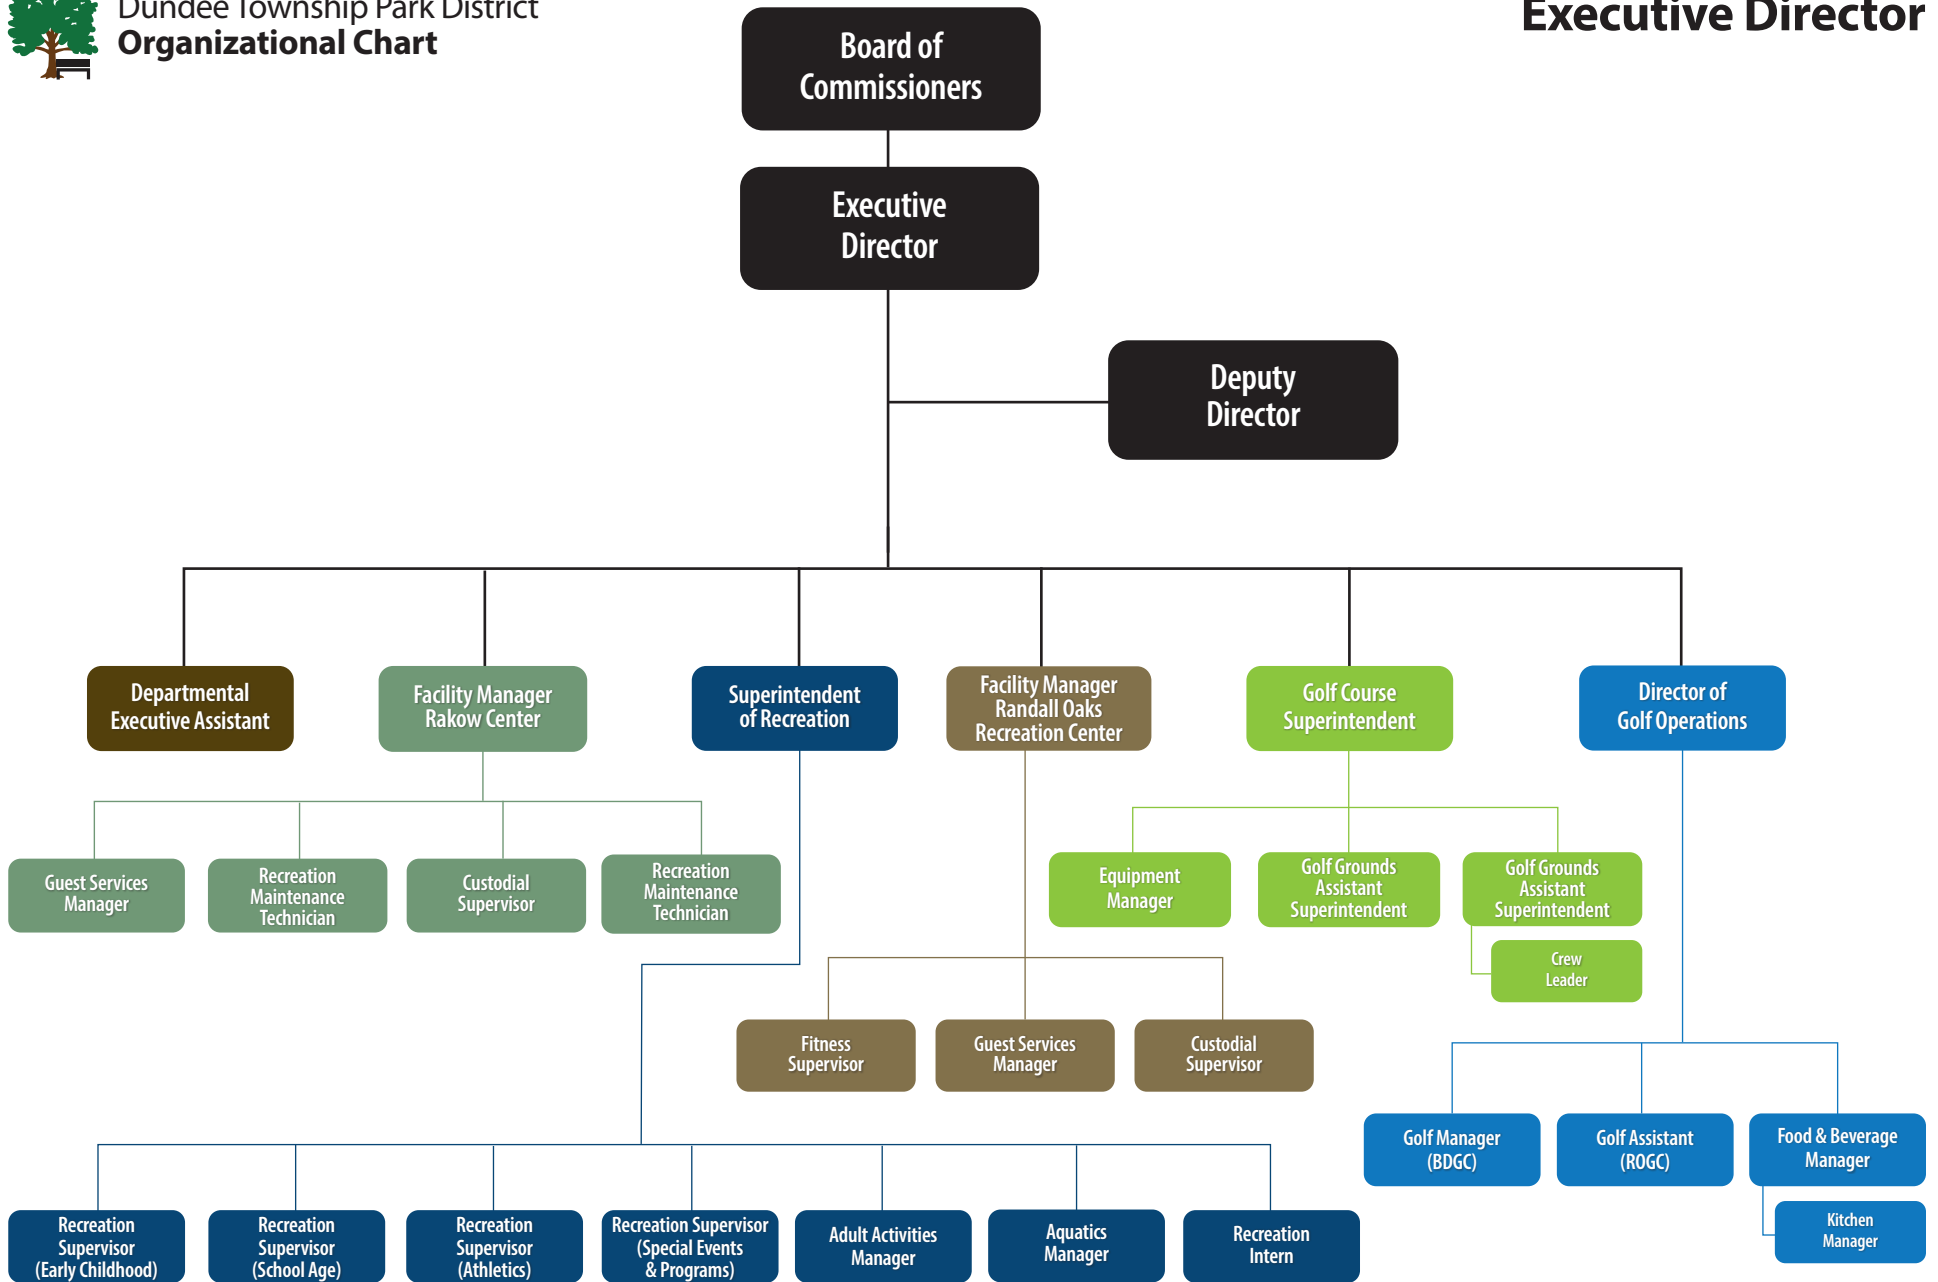 Dundee Township Park District
Organizational Chart
Executive Director
Board of
Commissioners
Executive
Director
Deputy
Director
Departmental
Executive Assistant
Facility Manager
Rakow Center
Superintendent
of Recreation
Facility Manager
Randall Oaks
Recreation Center
Golf Course
Superintendent
Director of
Golf Operations
Guest Services
Manager
Recreation
Maintenance
Technician
Custodial
Supervisor
Recreation
Maintenance
Technician
Equipment
Manager
Golf Grounds
Assistant
Superintendent
Golf Grounds
Assistant
Superintendent
Crew
Leader
Fitness
Supervisor
Guest Services
Manager
Custodial
Supervisor
Golf Manager
(BDGC)
Golf Assistant
(ROGC)
Food & Beverage
Manager
Kitchen
Manager
Recreation
Supervisor
(Early Childhood)
Recreation
Supervisor
(School Age)
Recreation
Supervisor
(Athletics)
Recreation Supervisor
(Special Events
& Programs)
Adult Activities
Manager
Aquatics
Manager
Recreation
Intern